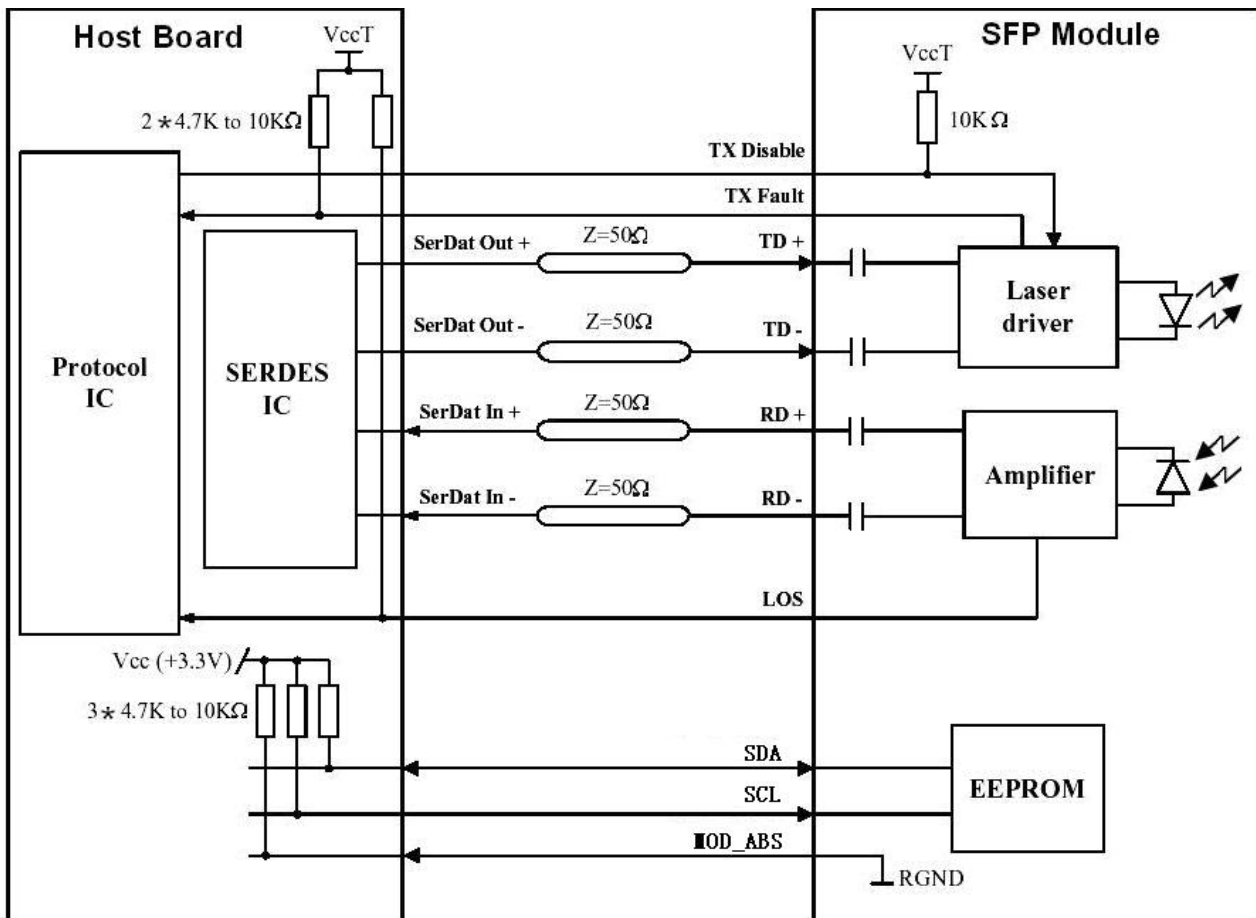 Host Board
SFP Module
VccT
VccT
2*4.7K to 10KΩ
10KΩ
TX Disable
TX Fault
SerDat Out +
Z=50Ω
TD +
Laser
driver
SerDat Out -
Z=50Ω
TD -
Protocol
IC
SERDES
IC
SerDat In +
Z=50Ω
RD +
Amplifier
SerDat In -
Z=50Ω
RD -
LOS
Vcc (+3.3V)
3*4.7K to 10KΩ
SDA
SCL
EEPROM
MOD_ABS
RGND